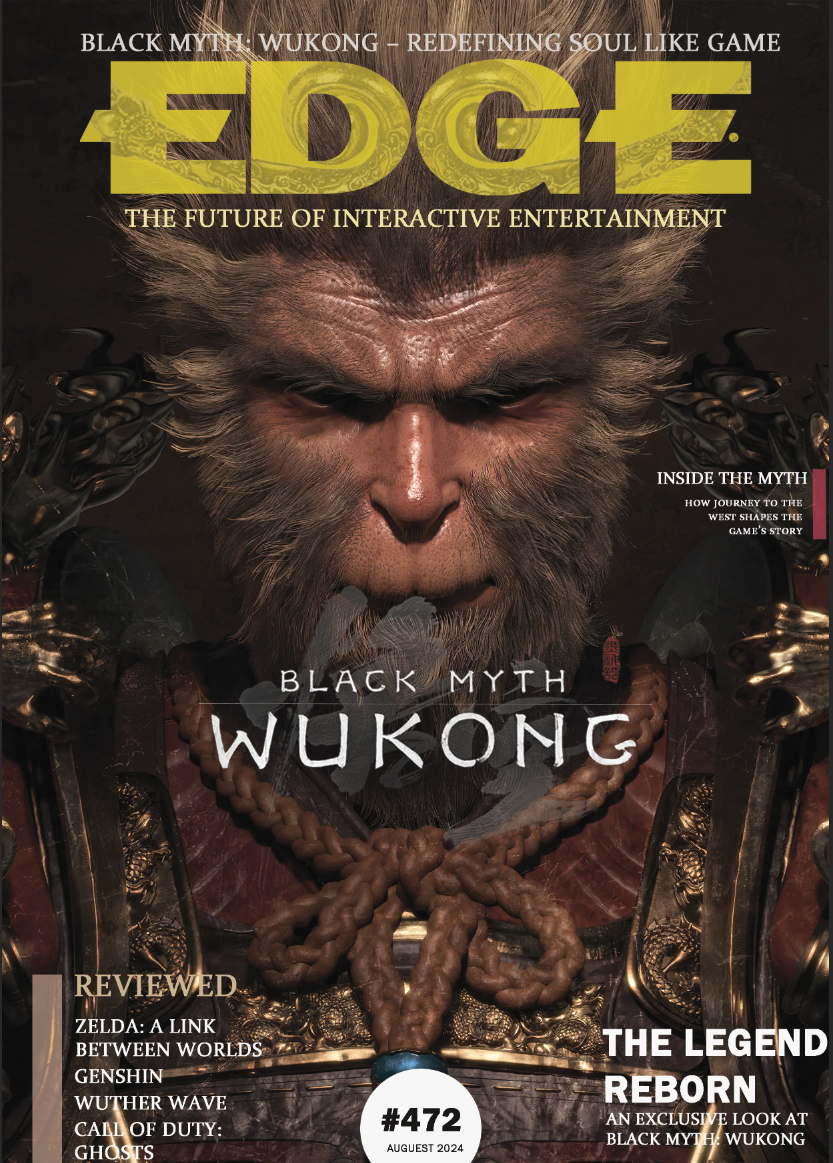 BLACK MYTH: WUKONG – REDEFINING SOUL LIKE GAME
EDGE
THE FUTURE OF INTERACTIVE ENTERTAINMENT
INSIDE THE MYTH
HOW JOURNEY TO THE
WEST SHAPES THE
GAME'S STORY
BLACK MYTH
WUKONG
REVIEWED
ZELDA: A LINK
BETWEEN WORLDS
GENSHIN
WUTHER WAVE
CALL OF DUTY:
GHOSTS
THE LEGEND
REBORN
AN EXCLUSIVE LOOK AT
BLACK MYTH: WUKONG
#472
AUGUEST 2024